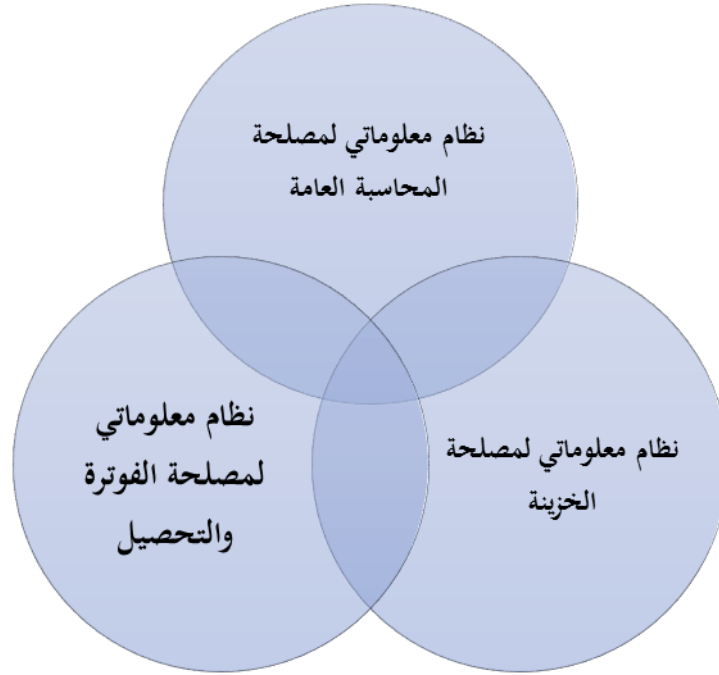 نظام معلوماتي لمصلحة
المحاسبة العامة
نظام معلوماتي لمصلحة
الخزينة
نظام معلوماتي
لمصلحة الفوترة
والتحصيل